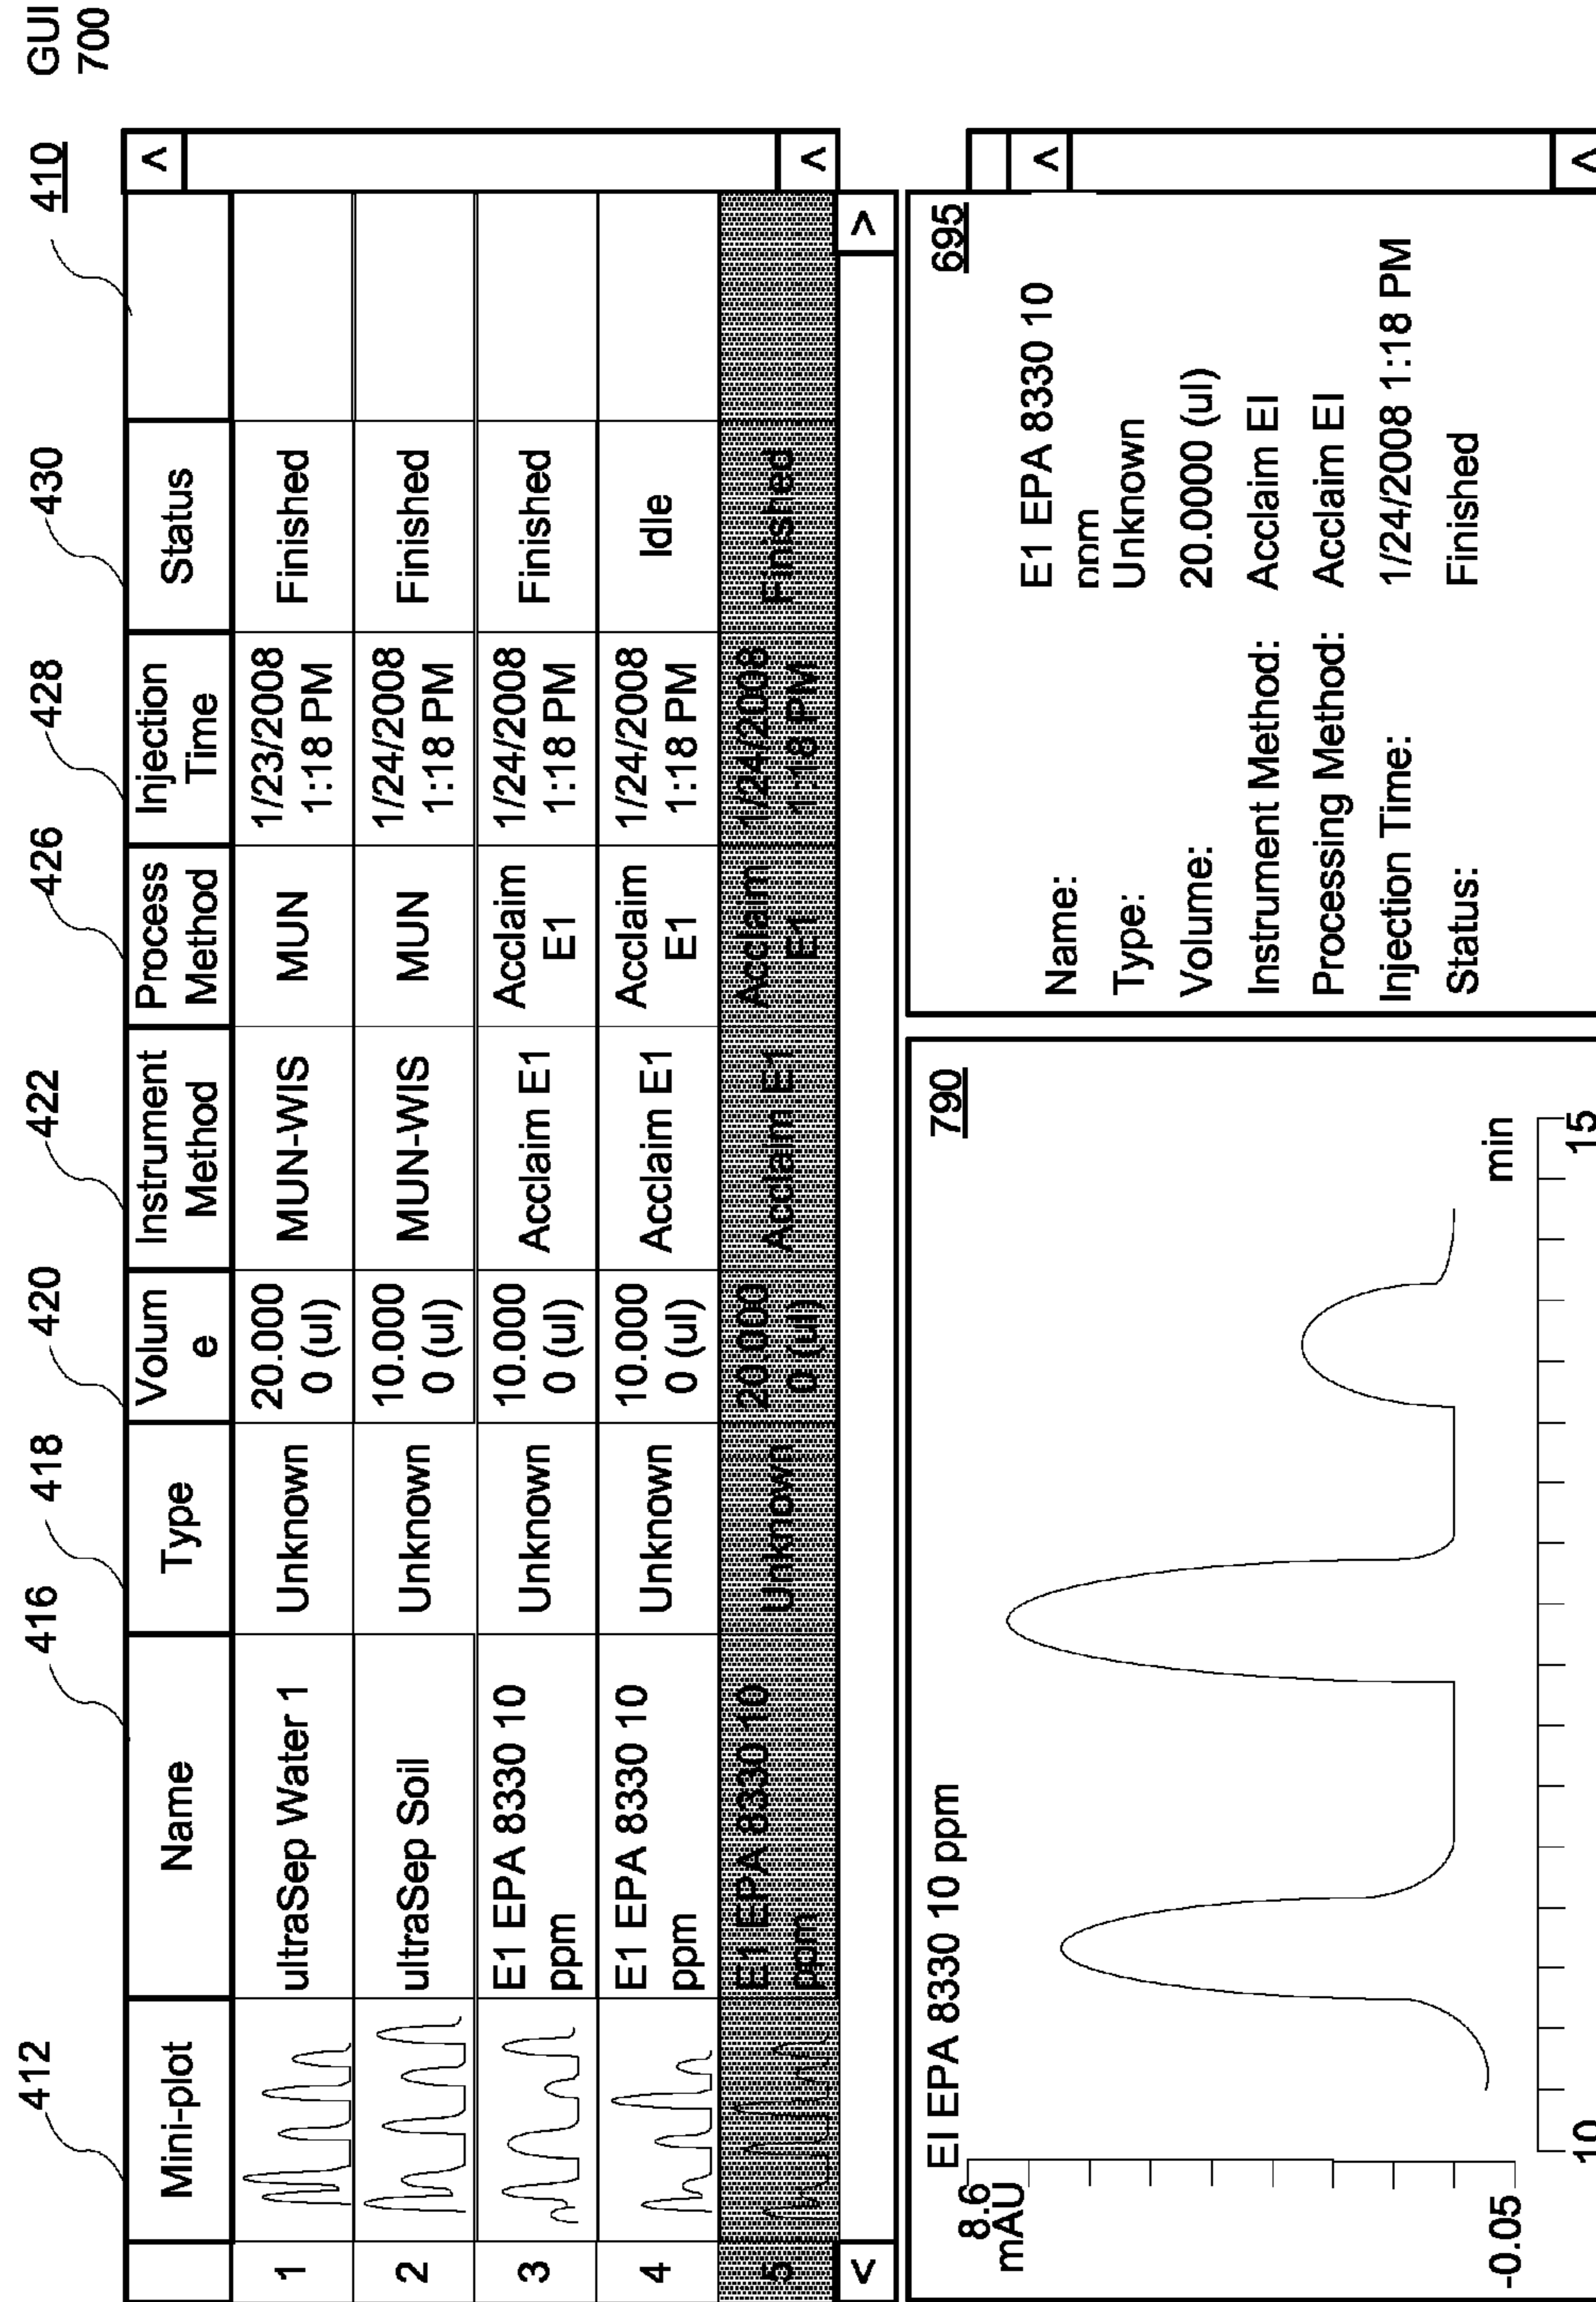 GUI
700
412
416
418
420
422
426
428
430
410
Mini-plot
Name
Type
Volum
e
Instrument
Method
Process
Method
Injection
Time
Status
1
ultraSep Water 1
Unknown
20.000
0 (ul)
MUN-WIS
MUN
1/23/2008
1:18 PM
Finished
2
ultraSep Soil
Unknown
10.000
0 (ul)
MUN-WIS
MUN
1/24/2008
1:18 PM
Finished
3
E1 EPA 8330 10
ppm
Unknown
10.000
0 (ul)
Acclaim E1
Acclaim
E1
1/24/2008
1:18 PM
Finished
4
E1 EPA 8330 10
ppm
Unknown
10.000
0 (ul)
Acclaim E1
Acclaim
E1
1/24/2008
1:18 PM
Idle
5
E1 EPA 8330 10
ppm
Unknown
20.000
0 (ul)
Acclaim E1
Acclaim
E1
1/24/2008
1:18 PM
Finished
EI EPA 8330 10 ppm
790
8.6
mAU
-0.05
min
10
15
695
Name: E1 EPA 8330 10
ppm
Type: Unknown
Volume: 20.0000 (ul)
Instrument Method: Acclaim EI
Processing Method: Acclaim EI
Injection Time: 1/24/2008 1:18 PM
Status: Finished